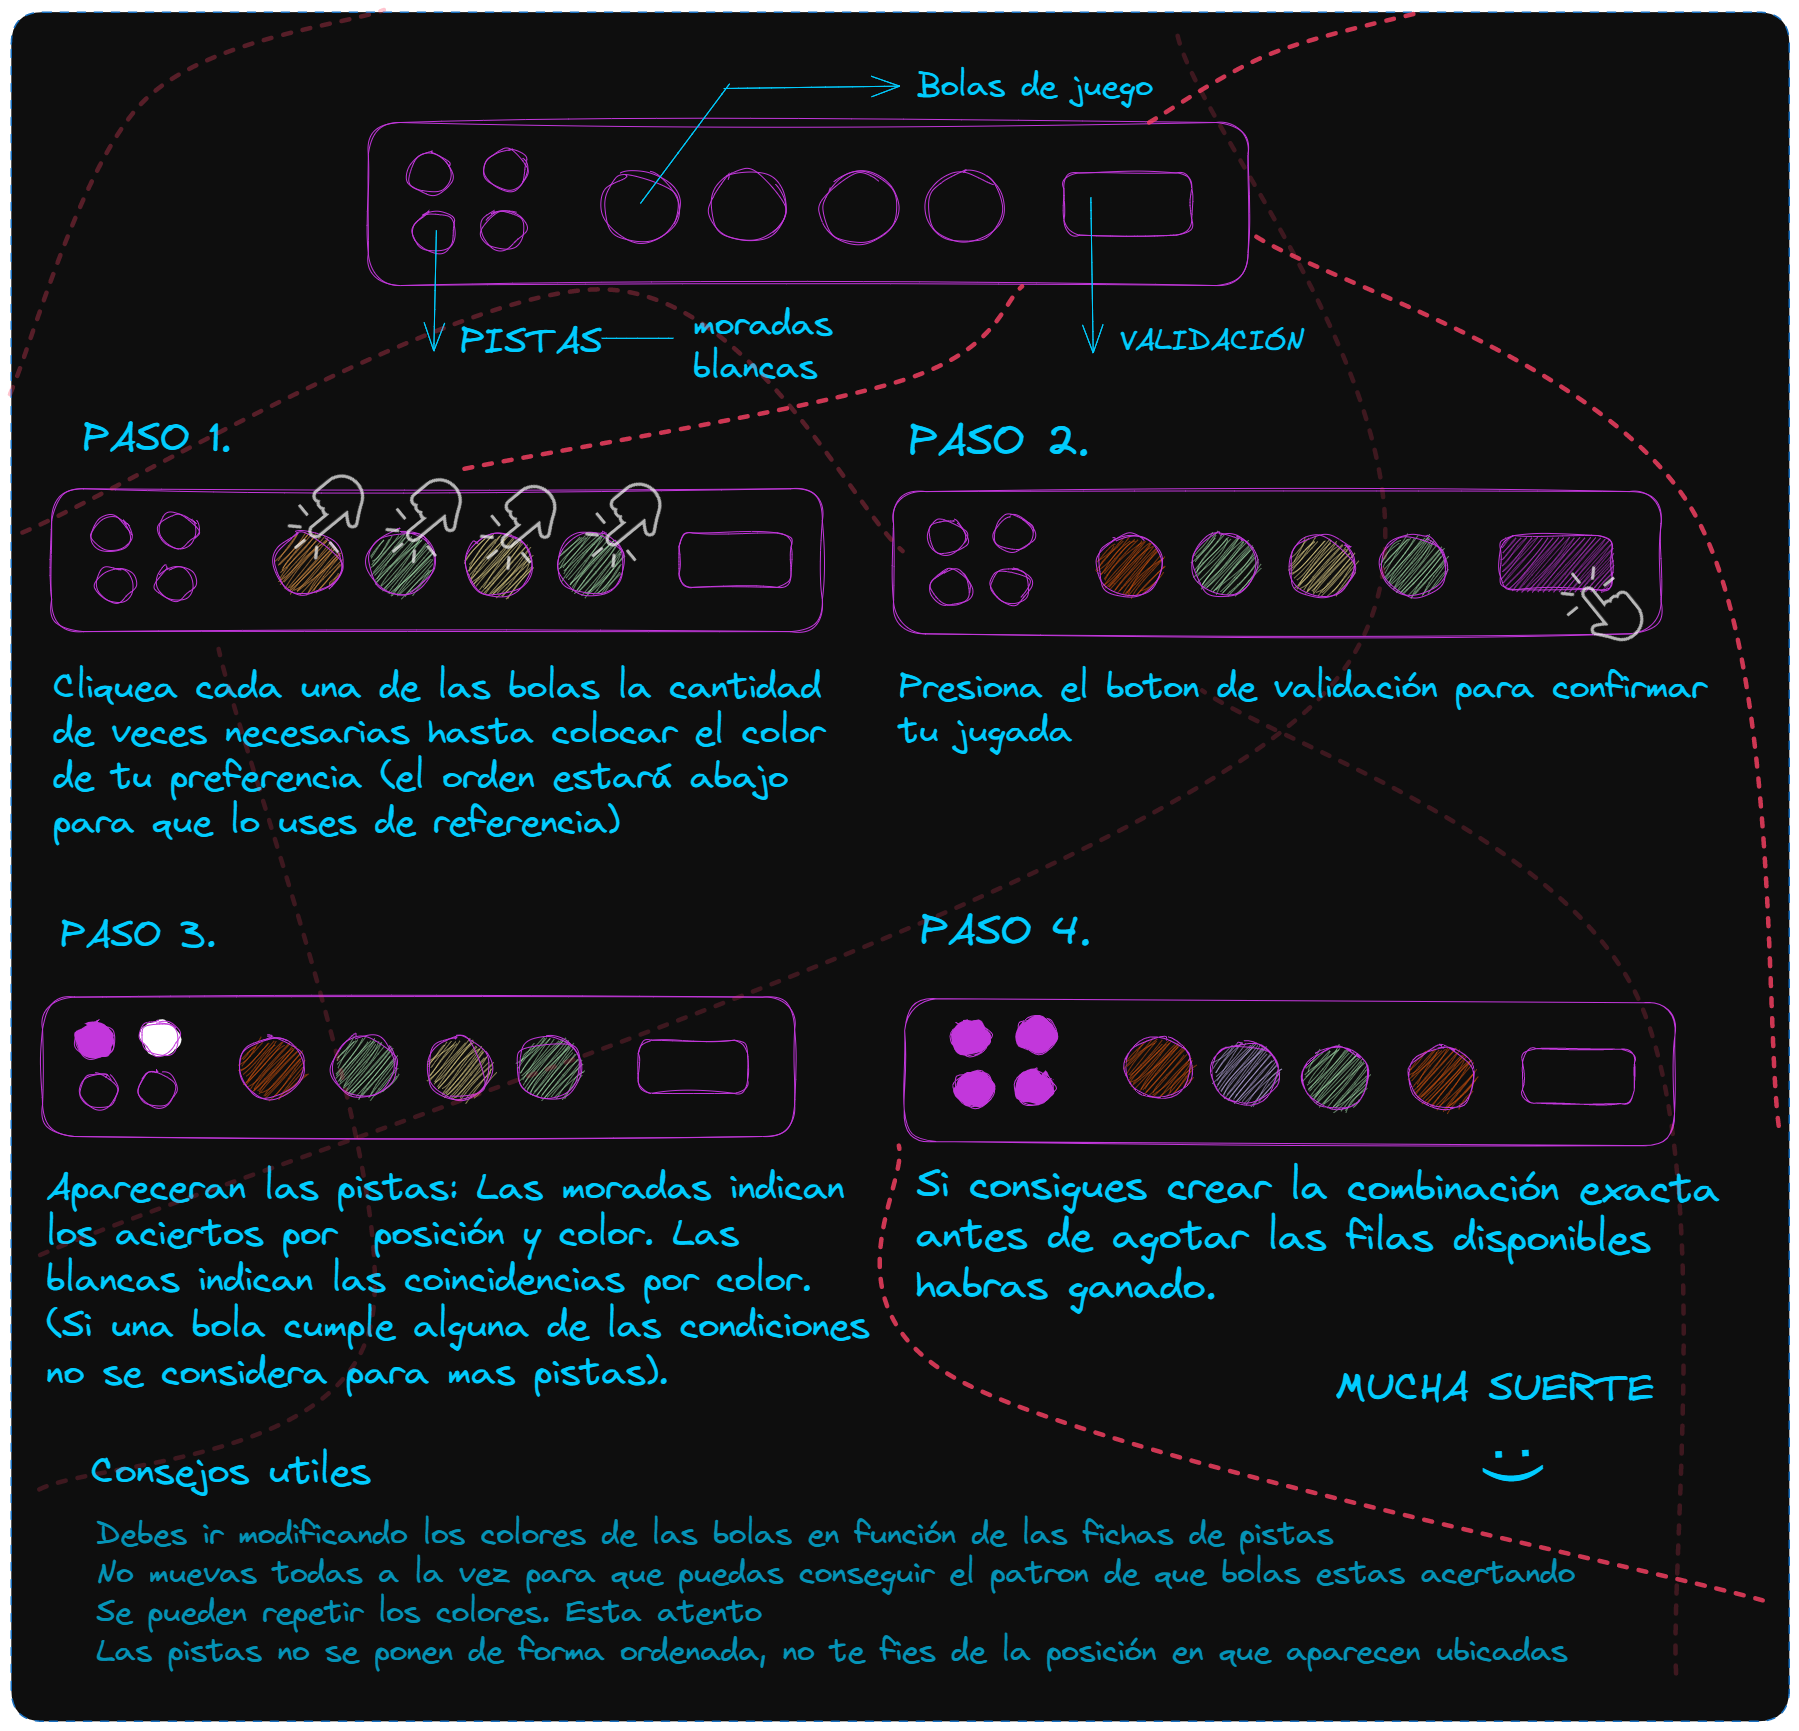 Bolas de juego
PISTAS
moradas
blancas
VALIDACIÓN
PASO 1.
Cliquea cada una de las bolas la cantidad
de veces necesarias hasta colocar el color
de tu preferencia (el orden estará abajo
para que lo uses de referencia)
PASO 2.
Presiona el boton de validación para confirmar
tu jugada
PASO 3.
Apareceran las pistas: Las moradas indican
los aciertos por posición y color. Las
blancas indican las coincidencias por color.
(Si una bola cumple alguna de las condiciones
no se considera para mas pistas).
PASO 4.
Si consigues crear la combinación exacta
antes de agotar las filas disponibles
habras ganado.
MUCHA SUERTE
:)
Consejos utiles
Debes ir modificando los colores de las bolas en función de las fichas de pistas
No muevas todas a la vez para que puedas conseguir el patron de que bolas estas acertando
Se pueden repetir los colores. Esta atento
Las pistas no se ponen de forma ordenada, no te fies de la posición en que aparecen ubicadas